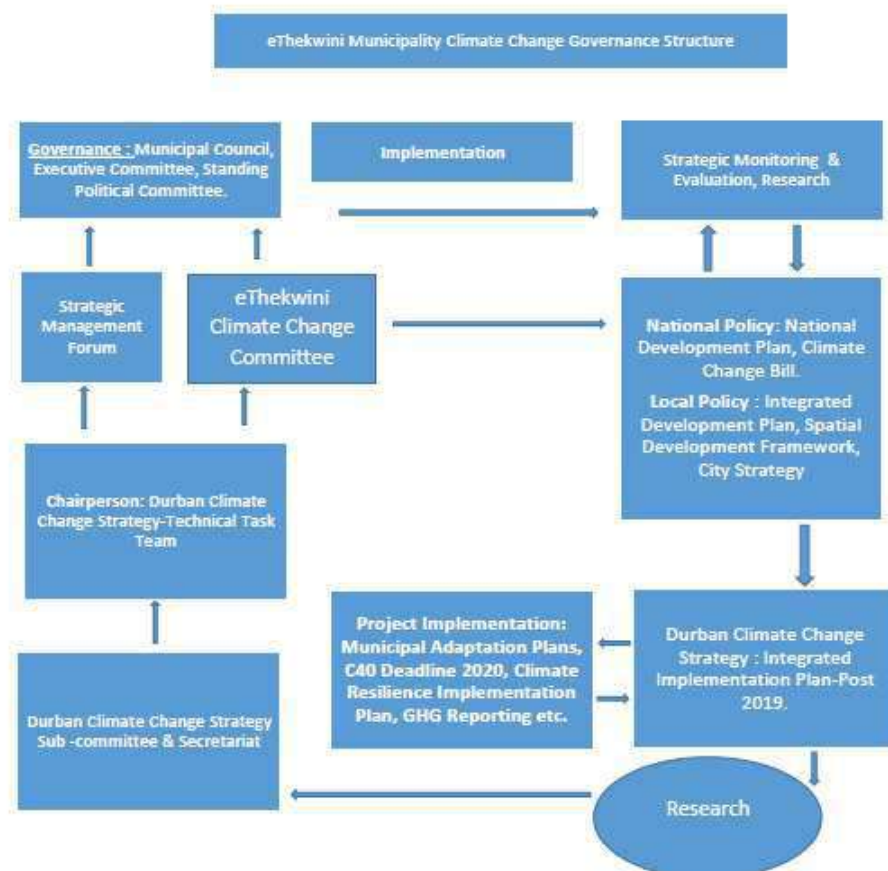 eThekwini Municipality Climate Change Governance Structure
Governance : Municipal Council,
Executive Committee, Standing
Political Committee.
Implementation
Strategic Monitoring &
Evaluation, Research
Strategic
Management
Forum
eThekwini
Climate Change
Committee
National Policy: National
Development Plan, Climate
Change Bill.
Local Policy : Integrated
Development Plan, Spatial
Development Framework,
City Strategy
Chairperson: Durban Climate
Change Strategy-Technical Task
Team
Project Implementation:
Municipal Adaptation Plans,
C40 Deadline 2020, Climate
Resilience Implementation
Plan, GHG Reporting etc.
Durban Climate Change
Strategy : Integrated
Implementation Plan-Post
2019.
Durban Climate Change Strategy
Sub -committee & Secretariat
Research